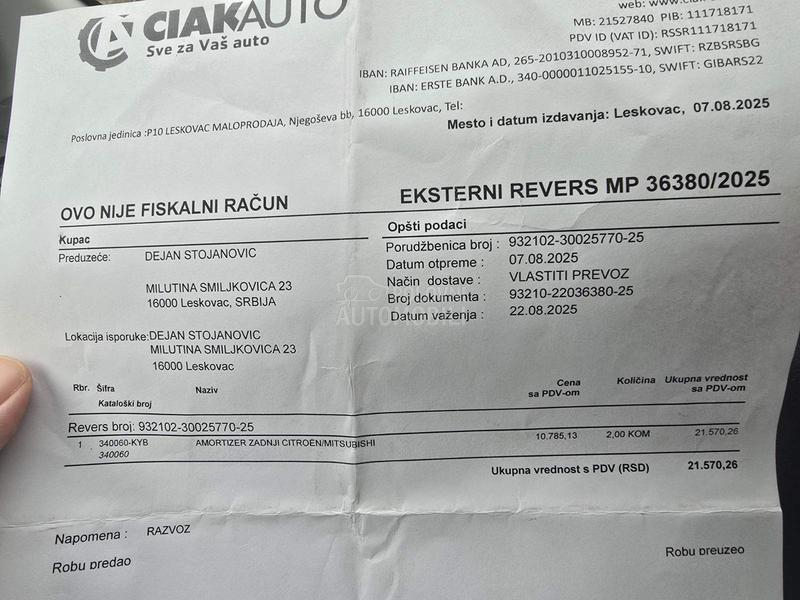 CIAKAUTO
Sve za Vaš auto
MB: 21527840 PIB: 111718171
PDV ID (VAT ID): RSSR111718171
IBAN: RAIFFEISEN BANKA AD, 265-2010310008952-71, SWIFT: RZBSRSBG
IBAN: ERSTE BANK A.D., 340-0000011025155-10, SWIFT: GIBARS22
Poslovna jedinica :P10 LESKOVAC MALOPRODAJA, Njegoševa bb, 16000 Leskovac, Tel:
Mesto i datum izdavanja: Leskovac, 07.08.2025
OVO NIJE FISKALNI RAČUN
EKSTERNI REVERS MP 36380/2025
Kupac
Opšti podaci
Preduzeće: DEJAN STOJANOVIC
Porudžbenica broj : 932102-30025770-25
Datum otpreme : 07.08.2025
MILUTINA SMILJKOVICA 23
Način dostave : VLASTITI PREVOZ
16000 Leskovac, SRBIJA
Broj dokumenta : 93210-22036380-25
Datum važenja : 22.08.2025
Lokacija isporuke:DEJAN STOJANOVIC
MILUTINA SMILJKOVICA 23
16000 Leskovac
Rbr. Šifra Naziv Cena Količina Ukupna vrednost
Kataloški broj sa PDV-om sa PDV-om
Revers broj: 932102-30025770-25
1 340060-KYB AMORTIZER ZADNJI CITROEN/MITSUBISHI 10.785,13 2,00 KOM 21.570,26
340060
Ukupna vrednost s PDV (RSD) 21.570,26
Napomena : RAZVOZ
Robu predao
Robu preuzeo